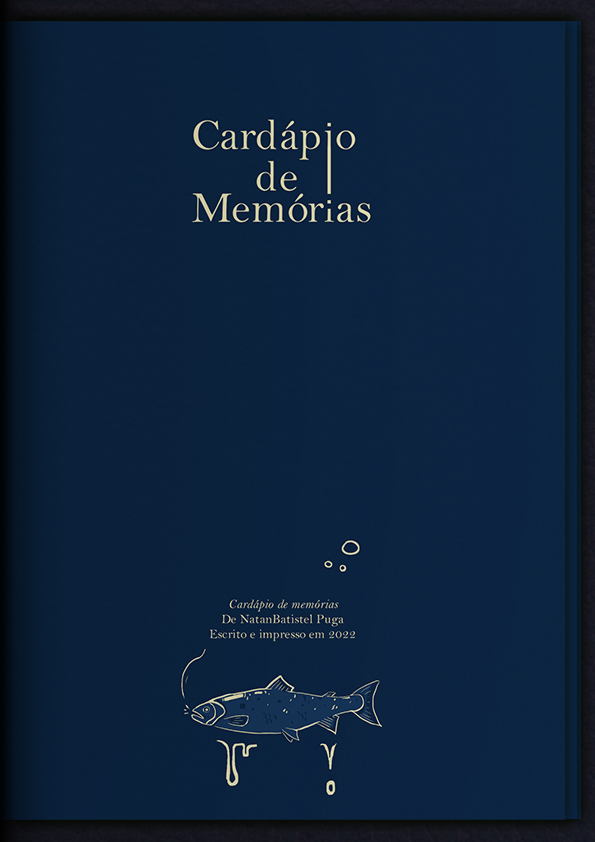 Cardápio
de
Memórias
Cardápio de memórias
De NatanBatistel Puga
Escrito e impresso em 2022